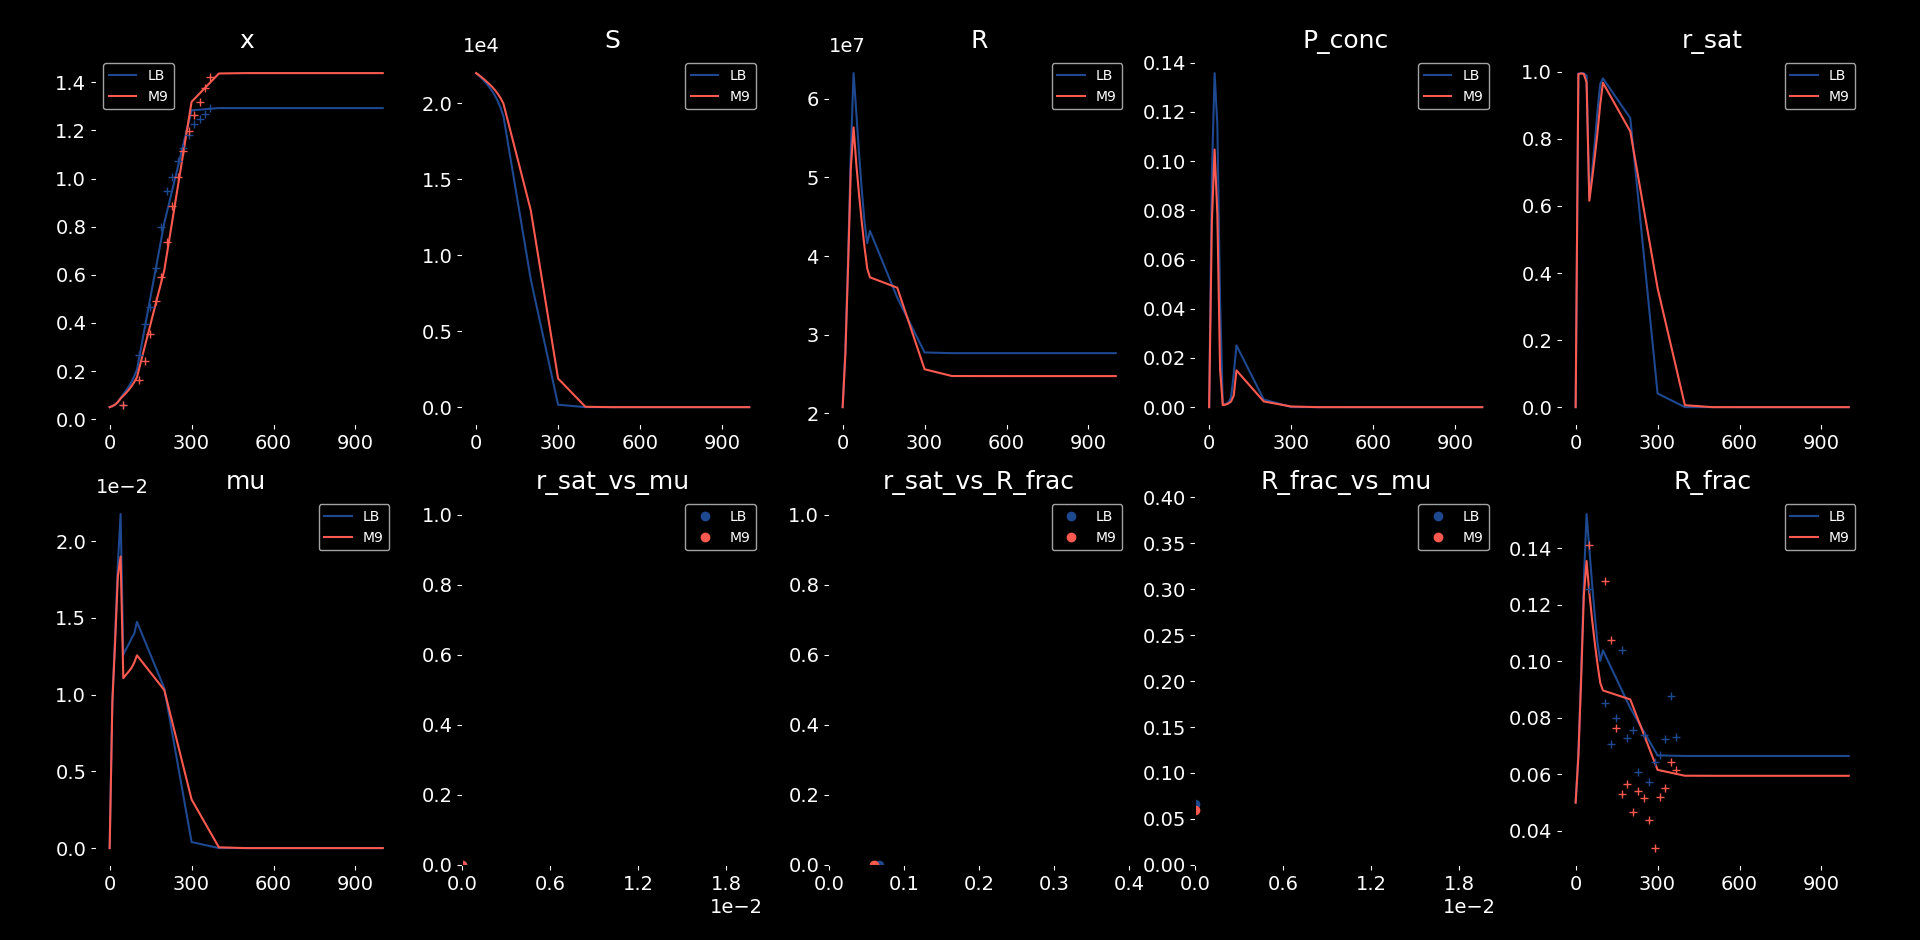 x
LB
M9
1.4
1.2
1.0
0.8
0.6
0.4
0.2
0.0
0 300 600 900
1e4
S
LB
M9
2.0
1.5
1.0
0.5
0.0
0 300 600 900
1e7
R
LB
M9
6
5
4
3
2
0 300 600 900
P_conc
LB
M9
0.14
0.12
0.10
0.08
0.06
0.04
0.02
0.00
0 300 600 900
r_sat
LB
M9
1.0
0.8
0.6
0.4
0.2
0.0
0 300 600 900
1e−2
mu
LB
M9
2.0
1.5
1.0
0.5
0.0
0 300 600 900
r_sat_vs_mu
LB
M9
1.0
0.8
0.6
0.4
0.2
0.0
0.0 0.6 1.2 1.8
1e−2
r_sat_vs_R_frac
LB
M9
1.0
0.8
0.6
0.4
0.2
0.0
0.0 0.1 0.2 0.3 0.4
R_frac_vs_mu
LB
M9
0.40
0.35
0.30
0.25
0.20
0.15
0.10
0.05
0.00
0.0 0.6 1.2 1.8
1e−2
R_frac
LB
M9
0.14
0.12
0.10
0.08
0.06
0.04
0 300 600 900